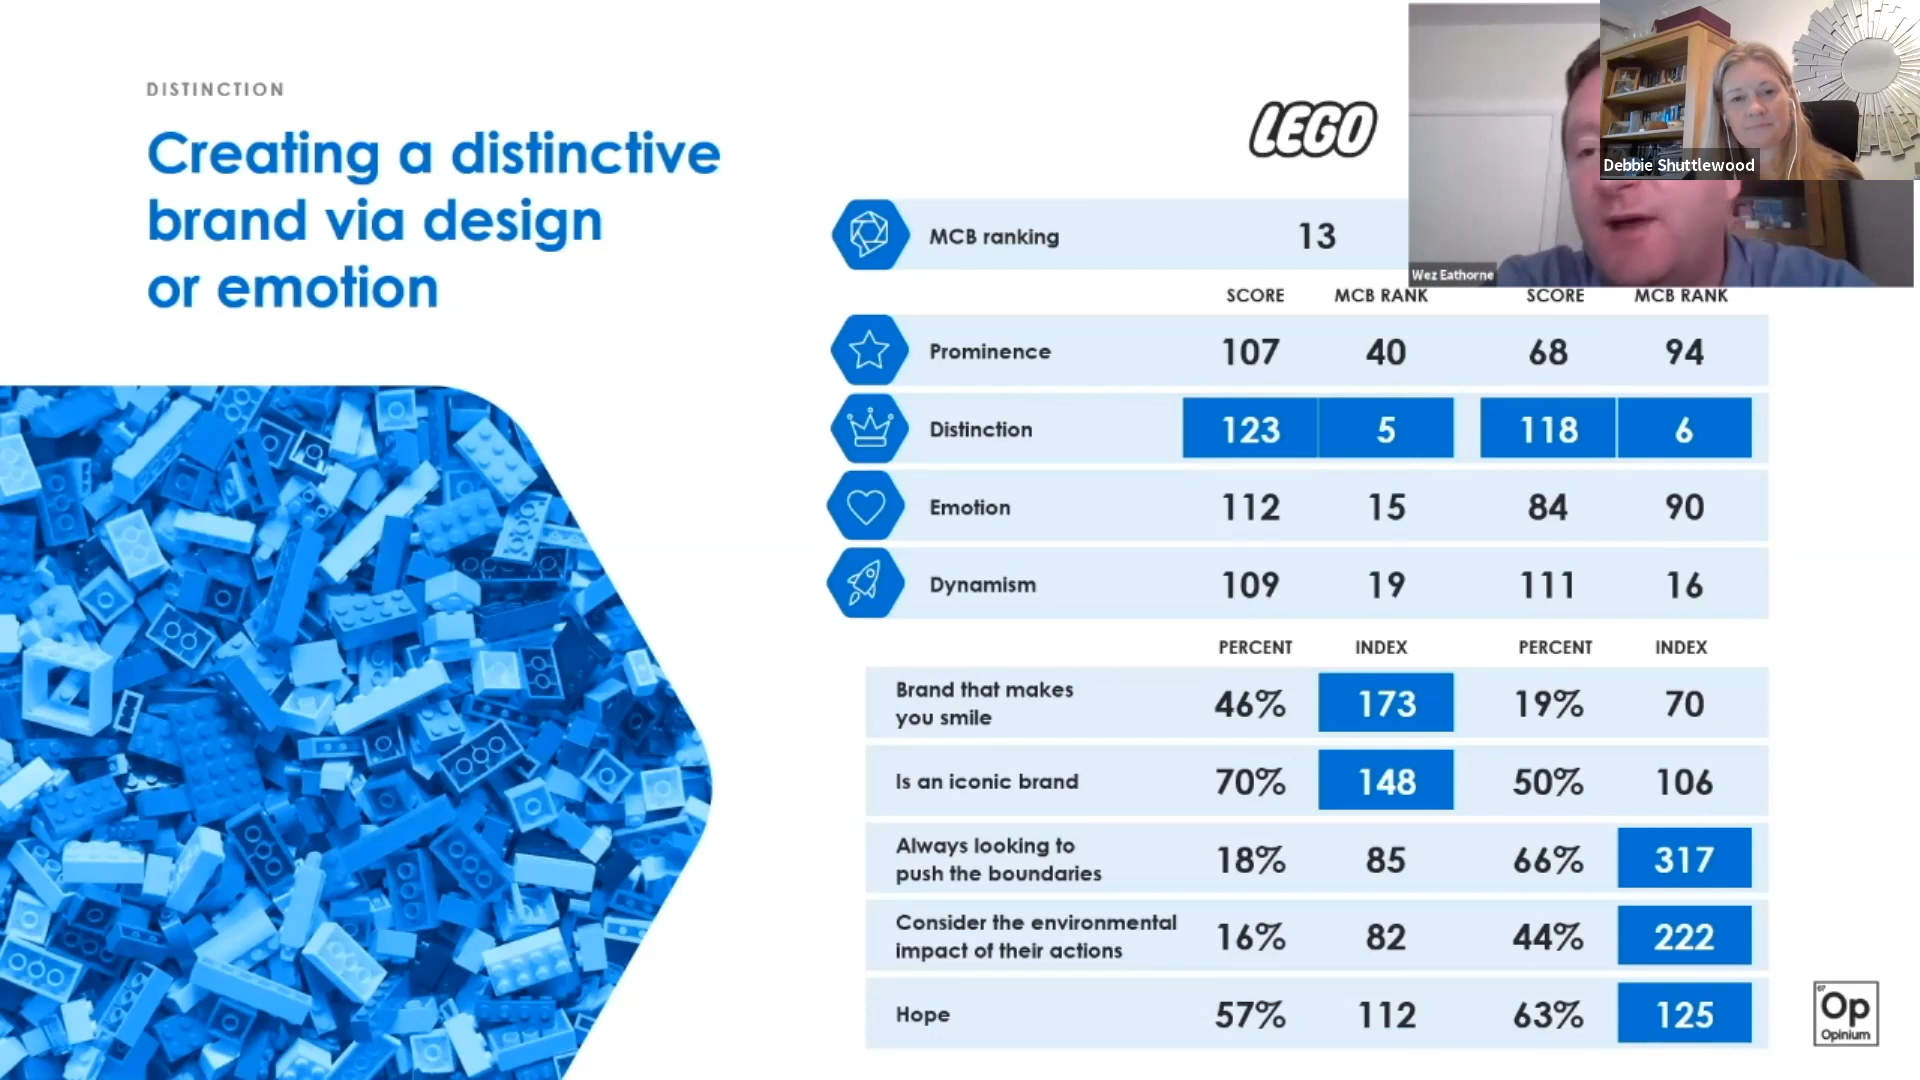 DISTINCTION
Creating a distinctive
brand via design
or emotion
LEGO
Debbie Shuttlewood
Wez Eathorne
MCB ranking 13
SCORE MCB RANK SCORE MCB RANK
Prominence 107 40 68 94
Distinction 123 5 118 6
Emotion 112 15 84 90
Dynamism 109 19 111 16
PERCENT INDEX PERCENT INDEX
Brand that makes
you smile 46% 173 19% 70
Is an iconic brand 70% 148 50% 106
Always looking to
push the boundaries 18% 85 66% 317
Consider the environmental
impact of their actions 16% 82 44% 222
Hope 57% 112 63% 125
Op
Opinium